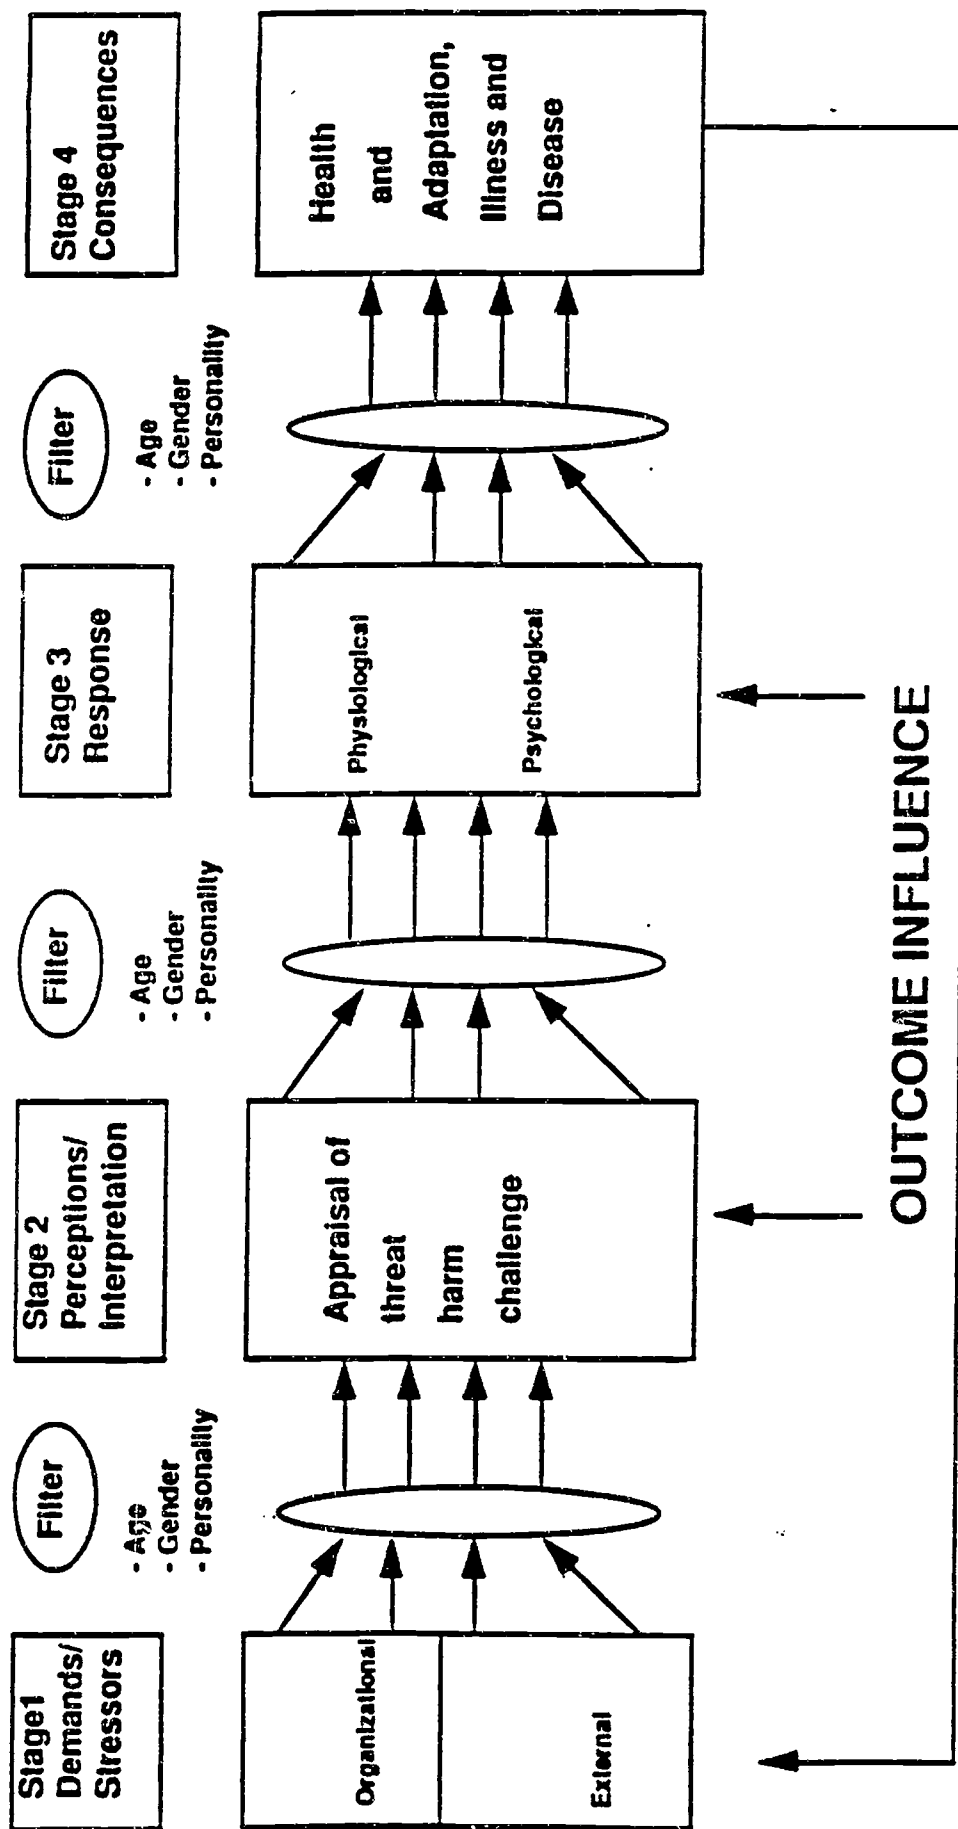 Stage1
Demands/
Stressors
Filter
- Age
- Gender
- Personality
Stage 2
Perceptions/
Interpretation
Filter
- Age
- Gender
- Personality
Stage 3
Response
Filter
- Age
- Gender
- Personality
Stage 4
Consequences
Organizational
External
Appraisal of
threat
harm
challenge
Physiological
Psychological
Health
and
Adaptation,
Illness and
Disease
OUTCOME INFLUENCE